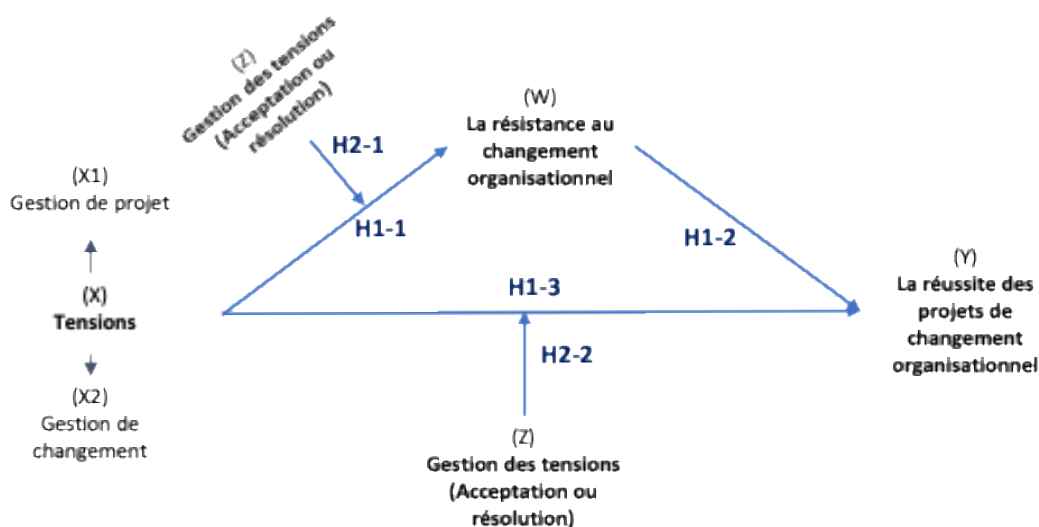 (Z)
Gestion des tensions
(Acceptation ou
résolution)
(W)
La résistance au
changement
organisationnel
H2-1
(X1)
Gestion de projet
H1-1
H1-2
(X)
Tensions
H1-3
(Y)
La réussite des
projets de
changement
organisationnel
H2-2
(X2)
Gestion de
changement
(Z)
Gestion des tensions
(Acceptation ou
résolution)